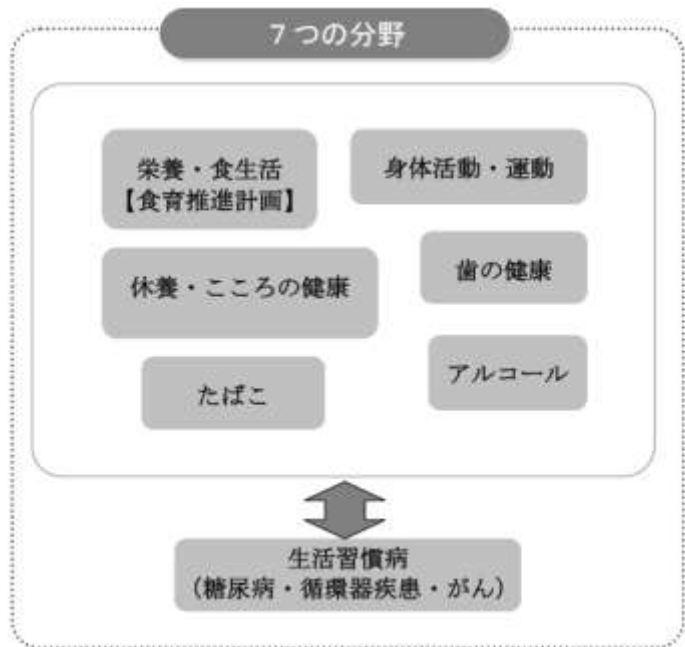 7つの分野
栄養・食生活
【食育推進計画】
身体活動・運動
休養・こころの健康
歯の健康
たばこ
アルコール
生活習慣病
(糖尿病・循環器疾患・がん)